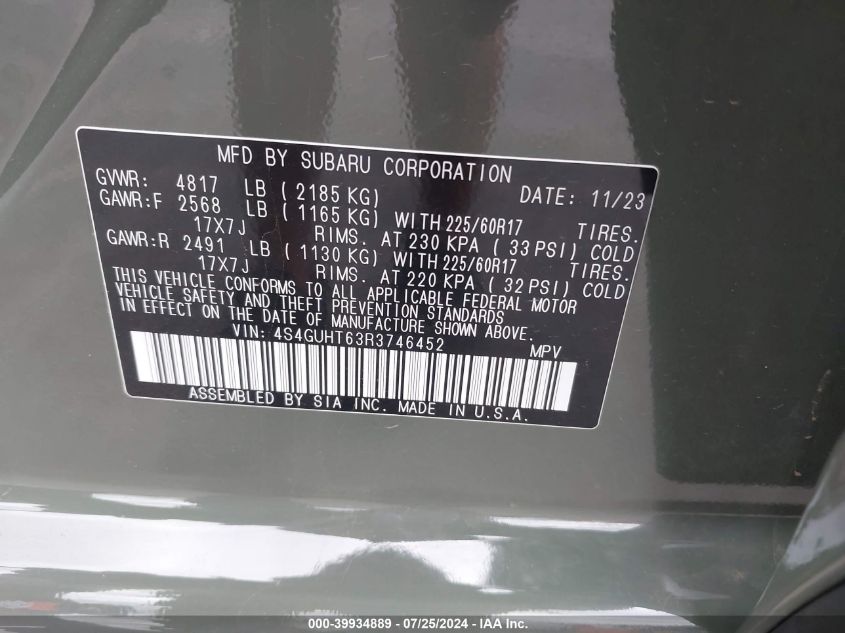 MFD BY SUBARU CORPORATION
GVWR: 4817 LB ( 2185 KG) DATE: 11/23
GAWR:F 2568 LB ( 1165 KG) WITH 225/60R17 TIRES.
17X7J RIMS. AT 230 KPA ( 33 PSI) COLD
GAWR:R 2491 LB ( 1130 KG) WITH 225/60R17 TIRES.
17X7J RIMS. AT 220 KPA ( 32 PSI) COLD
THIS VEHICLE CONFORMS TO ALL APPLICABLE FEDERAL MOTOR
VEHICLE SAFETY AND THEFT PREVENTION STANDARDS
IN EFFECT ON THE DATE OF MANUFACTURE SHOWN ABOVE.
VIN: 4S4GUHT63R3746452 MPV
ASSEMBLED BY SIA INC. MADE IN U.S.A.
000-39934889 - 07/25/2024 - IAA Inc.